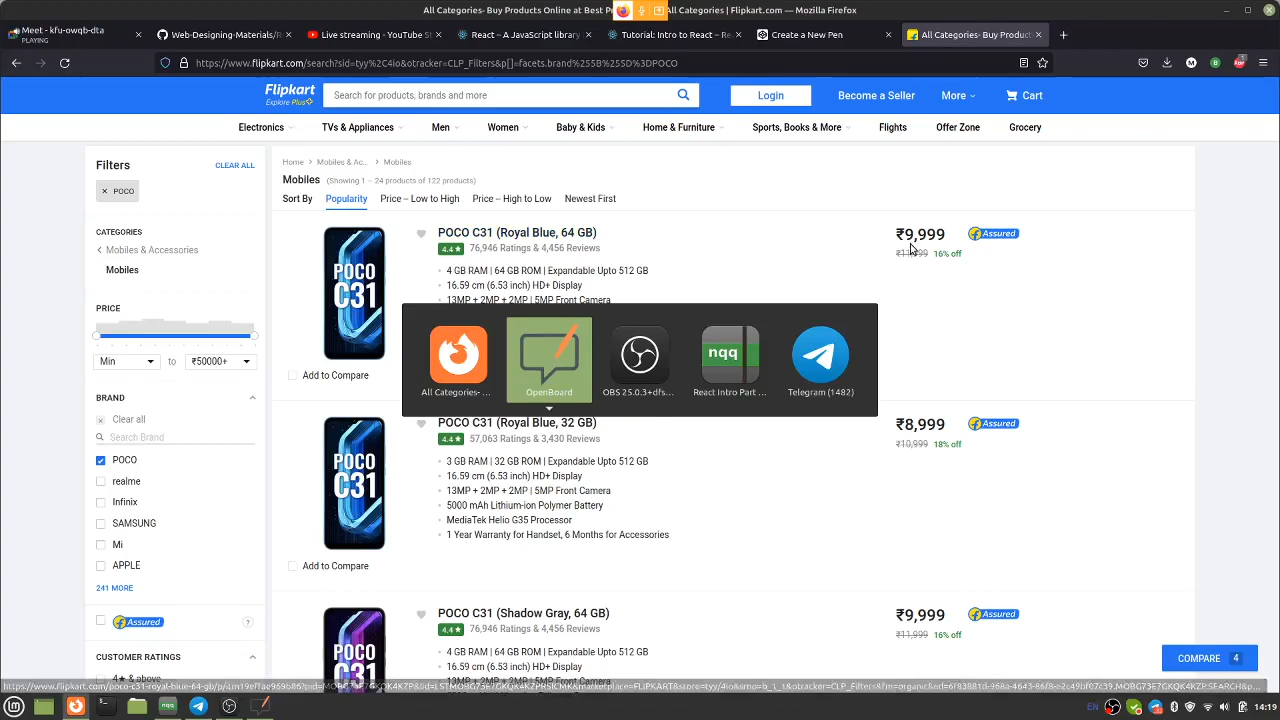 All Categories- Buy Products Online at Best Pr All Categories | Flipkart.com — Mozilla Firefox
Meet - kfu-owqb-dta
PLAYING
Web-Designing-Materials/R
Live streaming - YouTube St
React – A JavaScript library
Tutorial: Intro to React – Re
Create a New Pen
All Categories- Buy Product
https://www.flipkart.com/search?sid=tyy%2C4io&otracker=CLP_Filters&p[]=facets.brand%255B%255D%3DPOCO
Flipkart
Explore Plus
Search for products, brands and more
Login
Become a Seller
More
Cart
Electronics
TVs & Appliances
Men
Women
Baby & Kids
Home & Furniture
Sports, Books & More
Flights
Offer Zone
Grocery
Filters
CLEAR ALL
✕ POCO
CATEGORIES
Mobiles & Accessories
Mobiles
PRICE
Min
to
₹50000+
BRAND
Clear all
Search Brand
POCO
realme
Infinix
SAMSUNG
Mi
APPLE
241 MORE
Assured
?
CUSTOMER RATINGS
4★ & above
Home > Mobiles & Ac... > Mobiles
Mobiles (Showing 1 – 24 products of 122 products)
Sort By Popularity Price -- Low to High Price -- High to Low Newest First
POCO C31
POCO C31 (Royal Blue, 64 GB)
4.4★ 76,946 Ratings & 4,456 Reviews
4 GB RAM | 64 GB ROM | Expandable Upto 512 GB
16.59 cm (6.53 inch) HD+ Display
13MP + 2MP + 2MP | 5MP Front Camera
₹9,999
Assured
₹11,999 16% off
Add to Compare
All Categories- ...
OpenBoard
OBS 25.0.3+dfs...
nqq
React Intro Part ...
Telegram (1482)
POCO C31
POCO C31 (Royal Blue, 32 GB)
4.4★ 57,063 Ratings & 3,430 Reviews
3 GB RAM | 32 GB ROM | Expandable Upto 512 GB
16.59 cm (6.53 inch) HD+ Display
13MP + 2MP + 2MP | 5MP Front Camera
5000 mAh Lithium-ion Polymer Battery
MediaTek Helio G35 Processor
1 Year Warranty for Handset, 6 Months for Accessories
₹8,999
Assured
₹10,999 18% off
Add to Compare
POCO
POCO C31 (Shadow Gray, 64 GB)
4.4★ 76,946 Ratings & 4,456 Reviews
4 GB RAM | 64 GB ROM | Expandable Upto 512 GB
16.59 cm (6.53 inch) HD+ Display
₹9,999
Assured
₹11,999 16% off
COMPARE 4
nqq
EN
14:19